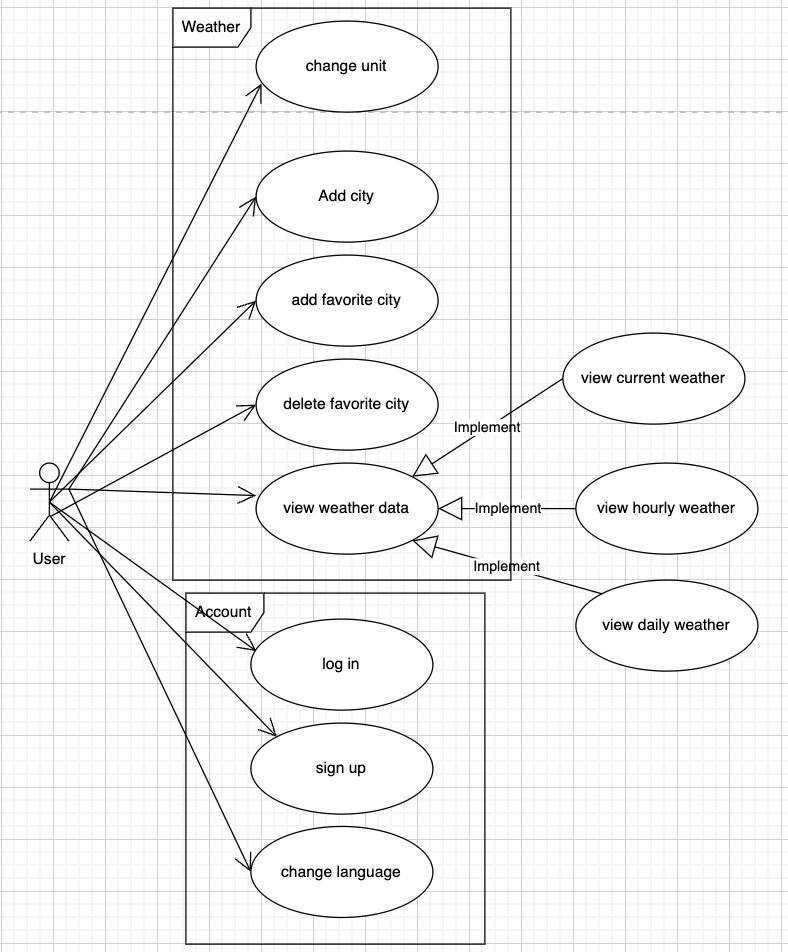 Weather
change unit
Add city
add favorite city
delete favorite city
view current weather
Implement
view weather data
Implement
view hourly weather
User
Implement
Account
view daily weather
log in
sign up
change language